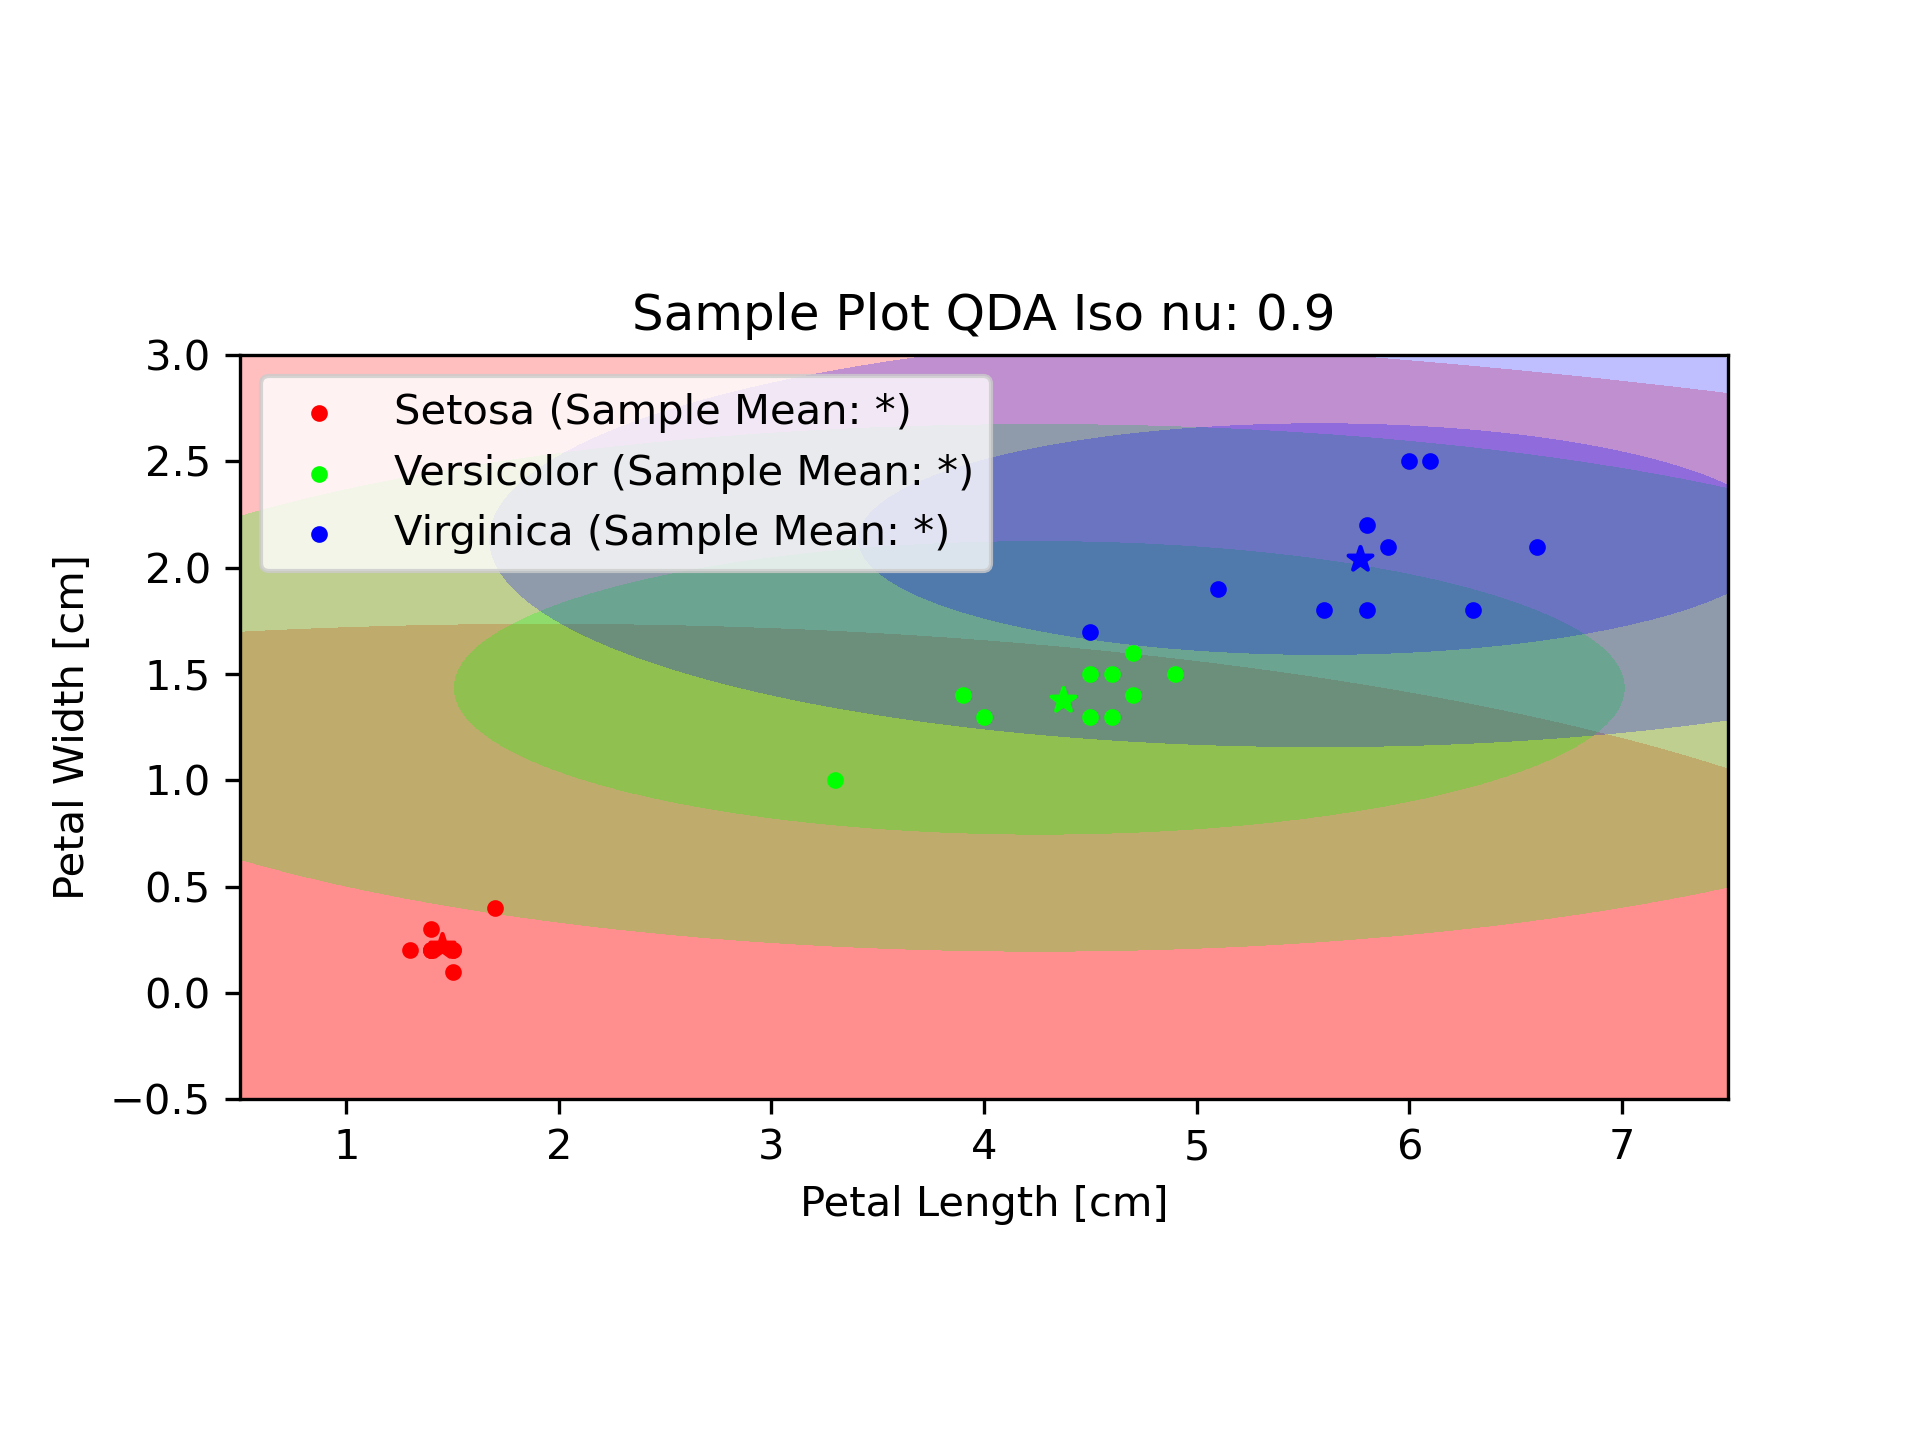 Sample Plot QDA Iso nu: 0.9
Setosa (Sample Mean: *)
Versicolor (Sample Mean: *)
Virginica (Sample Mean: *)
3.0
2.5
2.0
1.5
1.0
0.5
0.0
−0.5
Petal Width [cm]
1 2 3 4 5 6 7
Petal Length [cm]